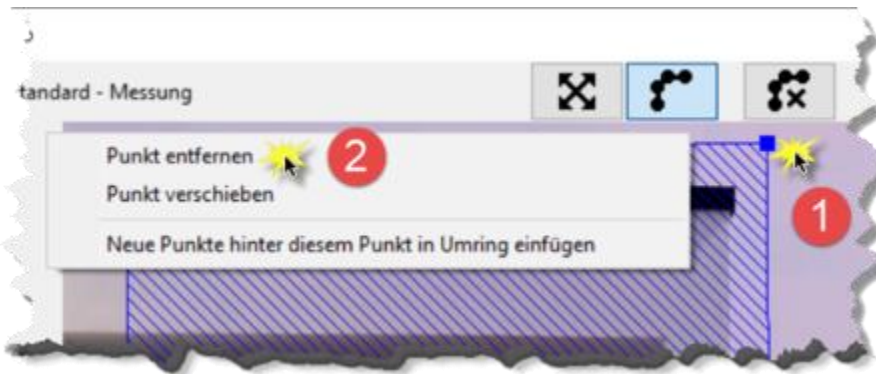 tandard - Messung
Punkt entfernen
2
Punkt verschieben
1
Neue Punkte hinter diesem Punkt in Umring einfügen